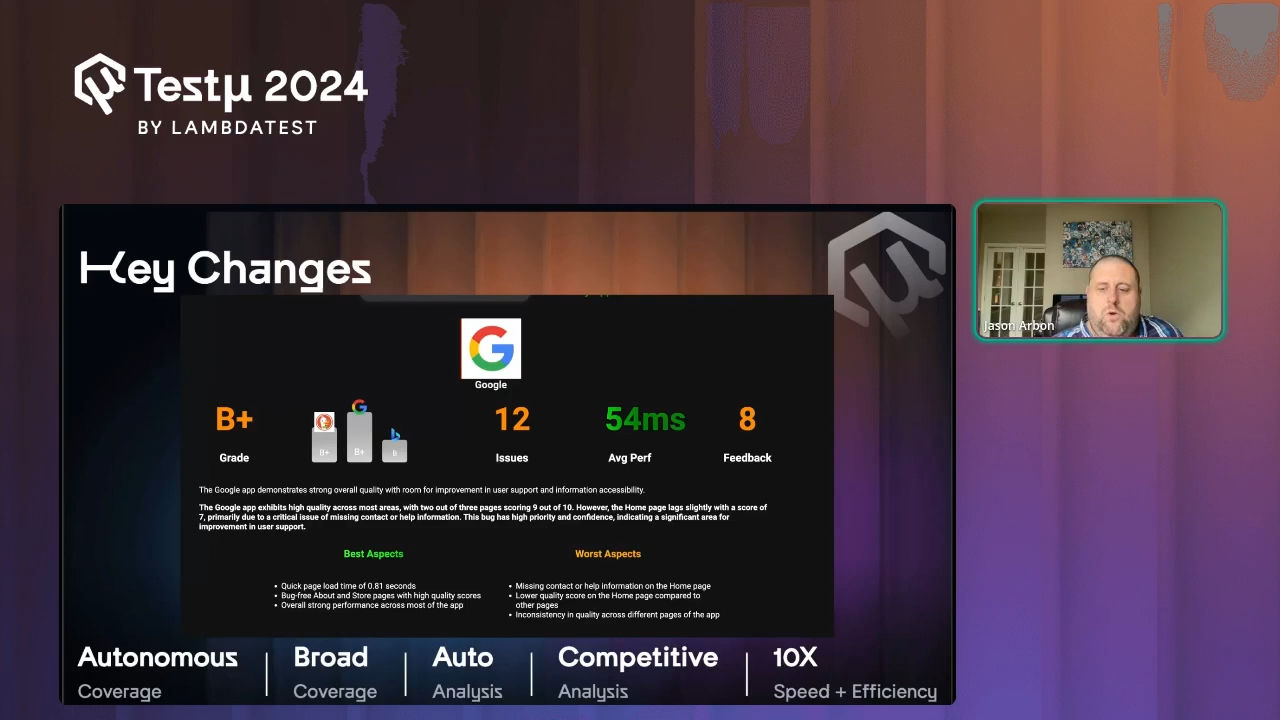 Testμ 2024
BY LAMBDATEST
Key Changes
Google
B+
B+
B+
B
12
54ms
8
Grade
Issues
Avg Perf
Feedback
The Google app demonstrates strong overall quality with room for improvement in user support and information accessibility.
The Google app exhibits high quality across most areas, with two out of three pages scoring 9 out of 10. However, the Home page lags slightly with a score of
7, primarily due to a critical issue of missing contact or help information. This bug has high priority and confidence, indicating a significant area for
improvement in user support.
Best Aspects
• Quick page load time of 0.81 seconds
• Bug-free About and Store pages with high quality scores
• Overall strong performance across most of the app
Worst Aspects
• Missing contact or help information on the Home page
• Lower quality score on the Home page compared to
other pages
• Inconsistency in quality across different pages of the app
Autonomous
Coverage
Broad
Coverage
Auto
Analysis
Competitive
Analysis
10X
Speed + Efficiency
Jason Arbon